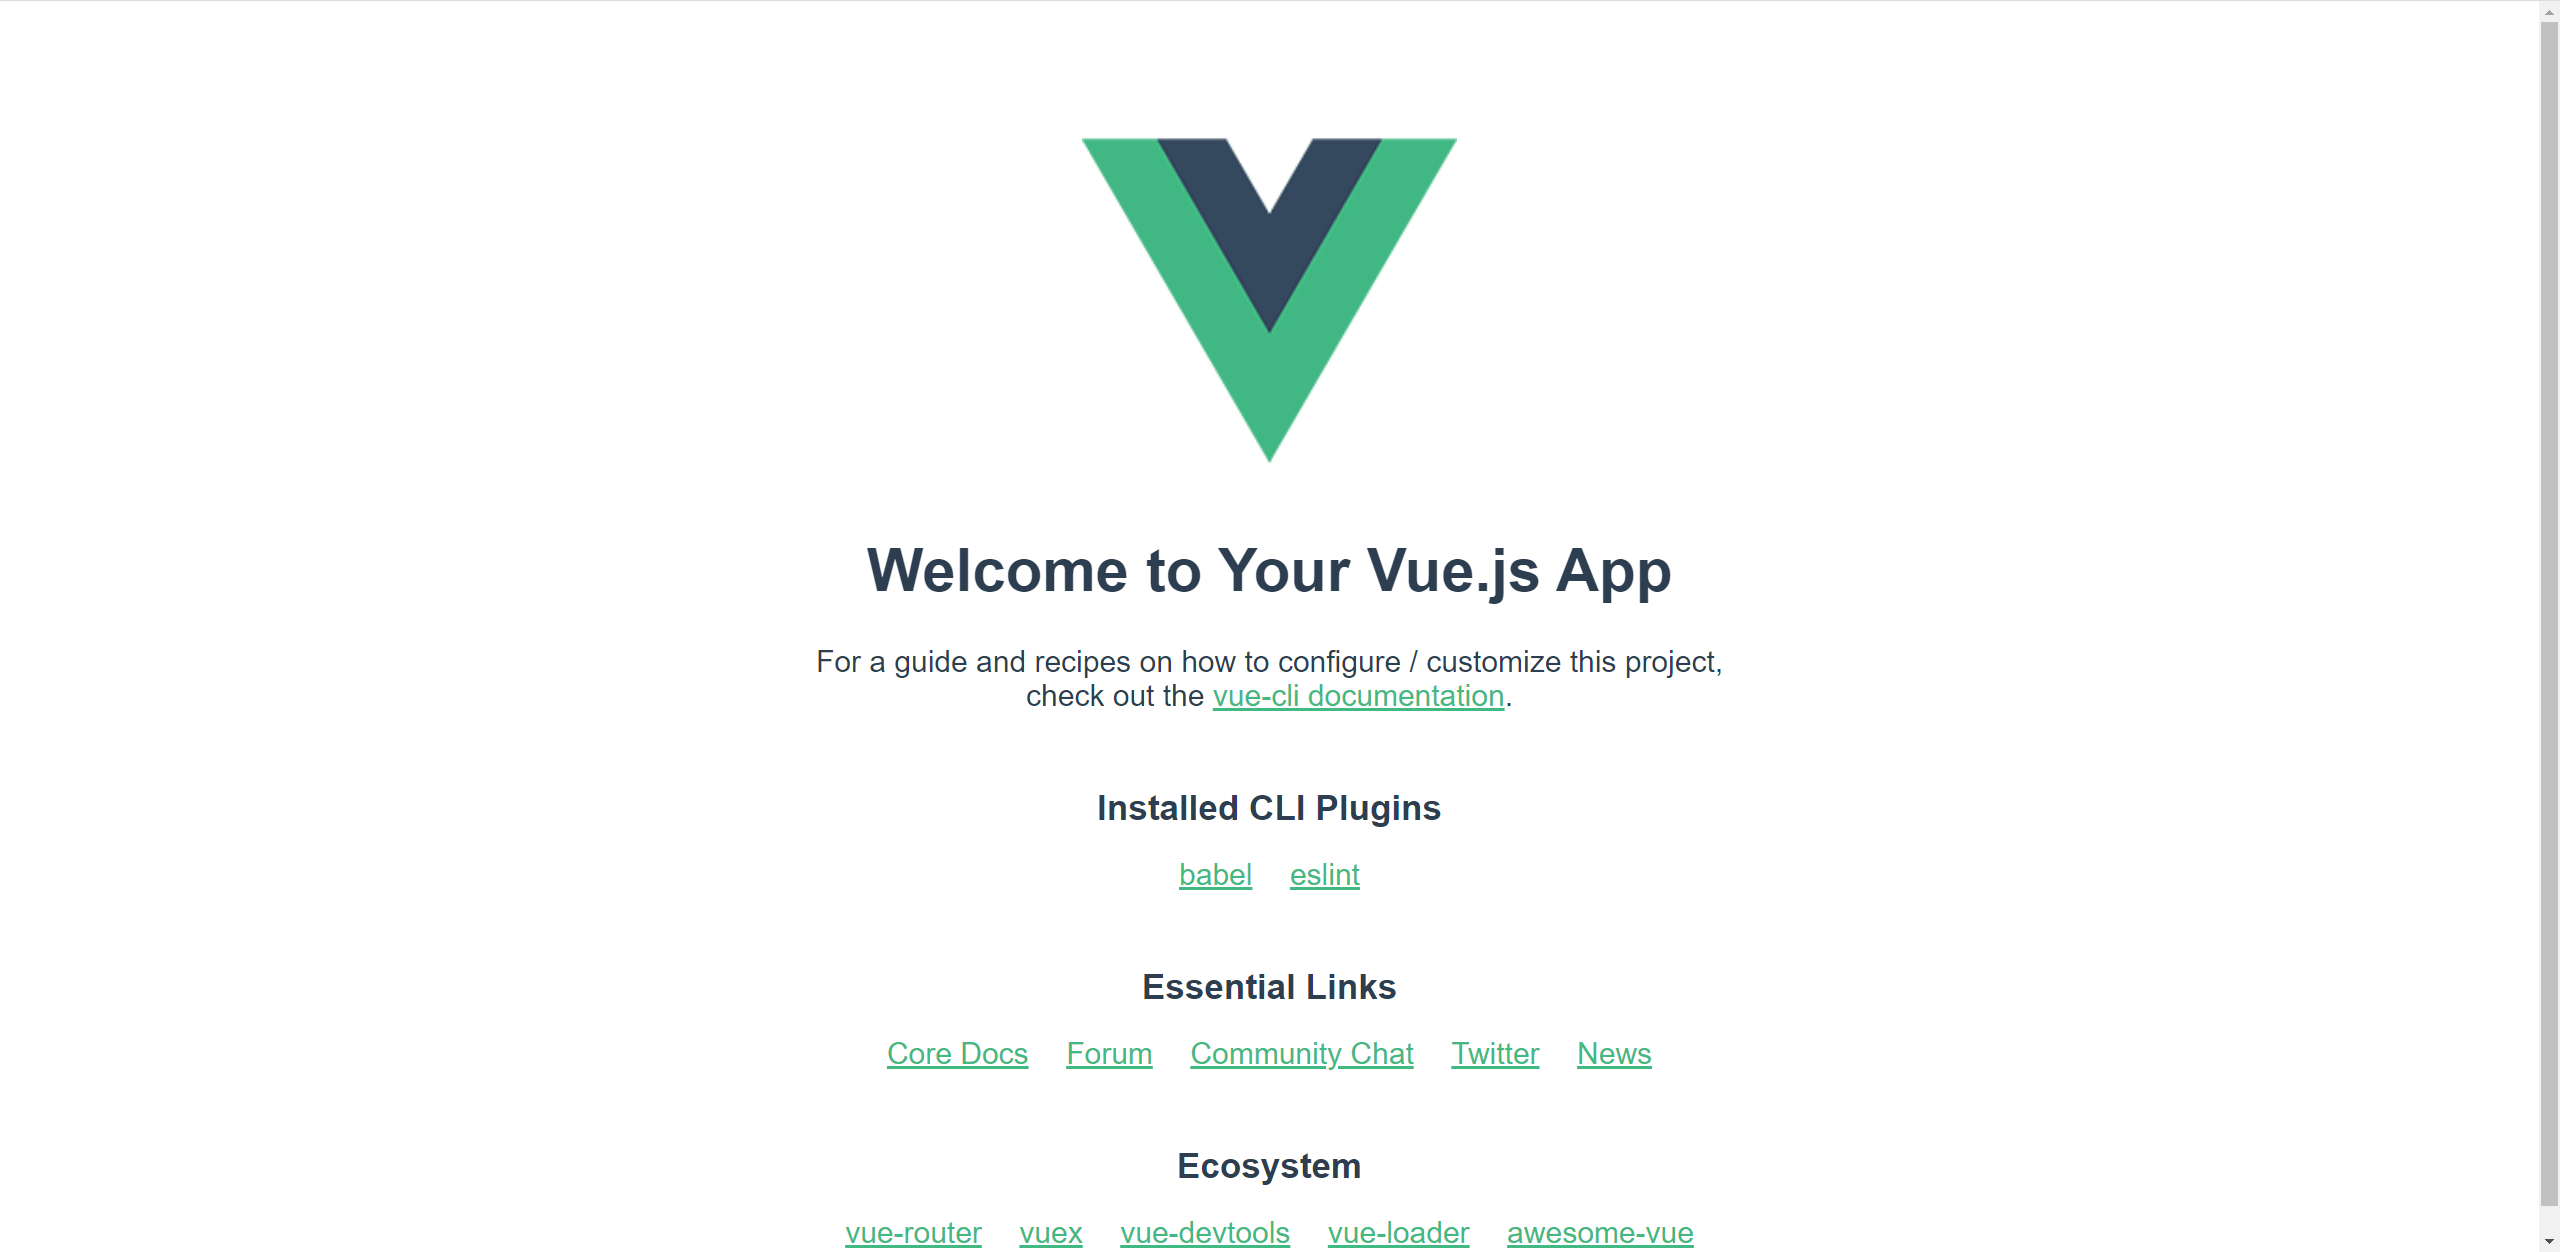 Welcome to Your Vue.js App
For a guide and recipes on how to configure / customize this project,
check out the vue-cli documentation.
Installed CLI Plugins
babel eslint
Essential Links
Core Docs Forum Community Chat Twitter News
Ecosystem
vue-router vuex vue-devtools vue-loader awesome-vue